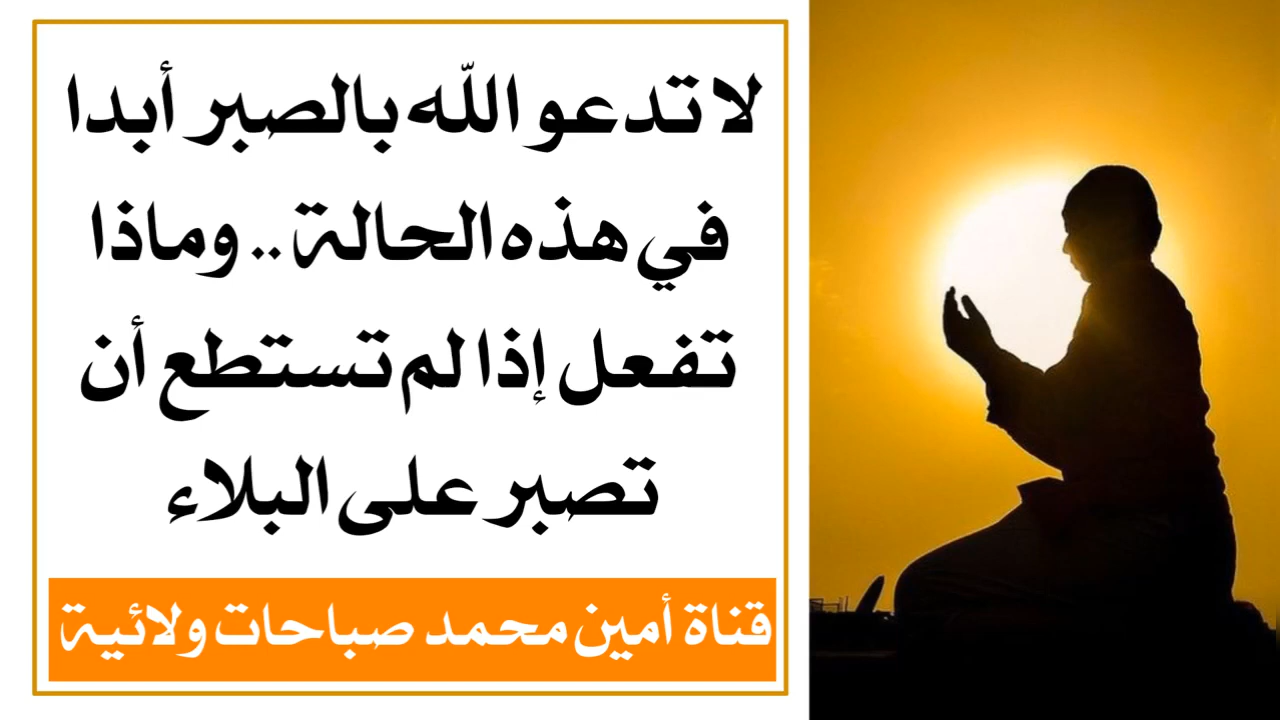 لا تدعو اللّه بالصبر أبدا
في هذه الحالة .. وماذا
تفعل إذا لم تستطع أن
تصبر على البلاء
قناة أمين محمد صباحات ولائية